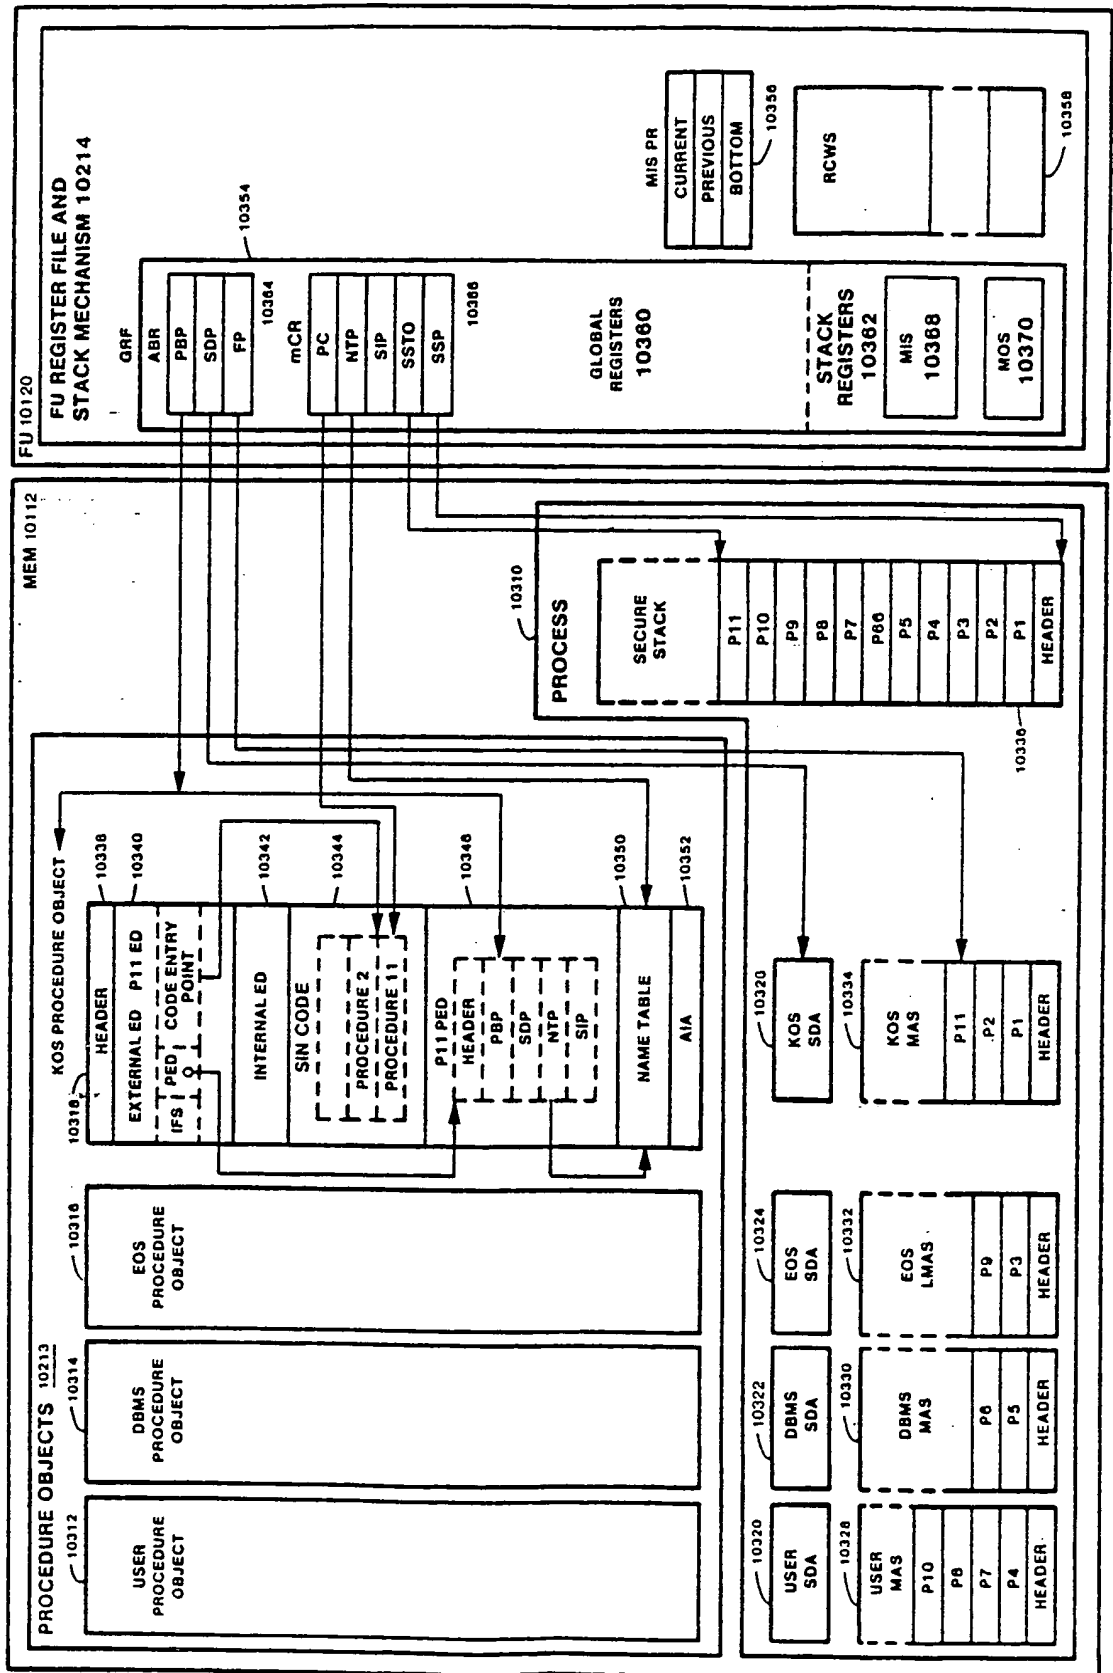 FU 10120
FU REGISTER FILE AND
STACK MECHANISM 10214
GRF
ABR
PBP
SDP
FP
10364
10354
mCR
PC
NTP
SIP
SSTO
SSP
10366
GLOBAL
REGISTERS
10360
STACK
REGISTERS
10362
MIS
10368
MOS
10370
MIS PR
CURRENT
PREVIOUS
BOTTOM
10356
RCWS
10358
MEM 10112
PROCEDURE OBJECTS 10213
10312
USER
PROCEDURE
OBJECT
10314
DBMS
PROCEDURE
OBJECT
10316
EOS
PROCEDURE
OBJECT
KOS PROCEDURE OBJECT
10318
HEADER
10338
EXTERNAL ED P11 ED
10340
IFS PED CODE ENTRY
POINT
INTERNAL ED
10342
SIN CODE
10344
PROCEDURE 2
PROCEDURE 11
P11 PED
10348
HEADER
PBP
SDP
NTP
SIP
NAME TABLE
10350
AIA
10352
10310
PROCESS
SECURE
STACK
P11
P10
P9
P8
P7
P66
P5
P4
P3
P2
P1
HEADER
10336
10320
USER
SDA
10322
DBMS
SDA
10324
EOS
SDA
10320
KOS
SDA
10328
USER
MAS
P10
P8
P7
P4
HEADER
10330
DBMS
MAS
P6
P5
HEADER
10332
EOS
LMAS
P9
P3
HEADER
10334
KOS
MAS
P11
P2
P1
HEADER